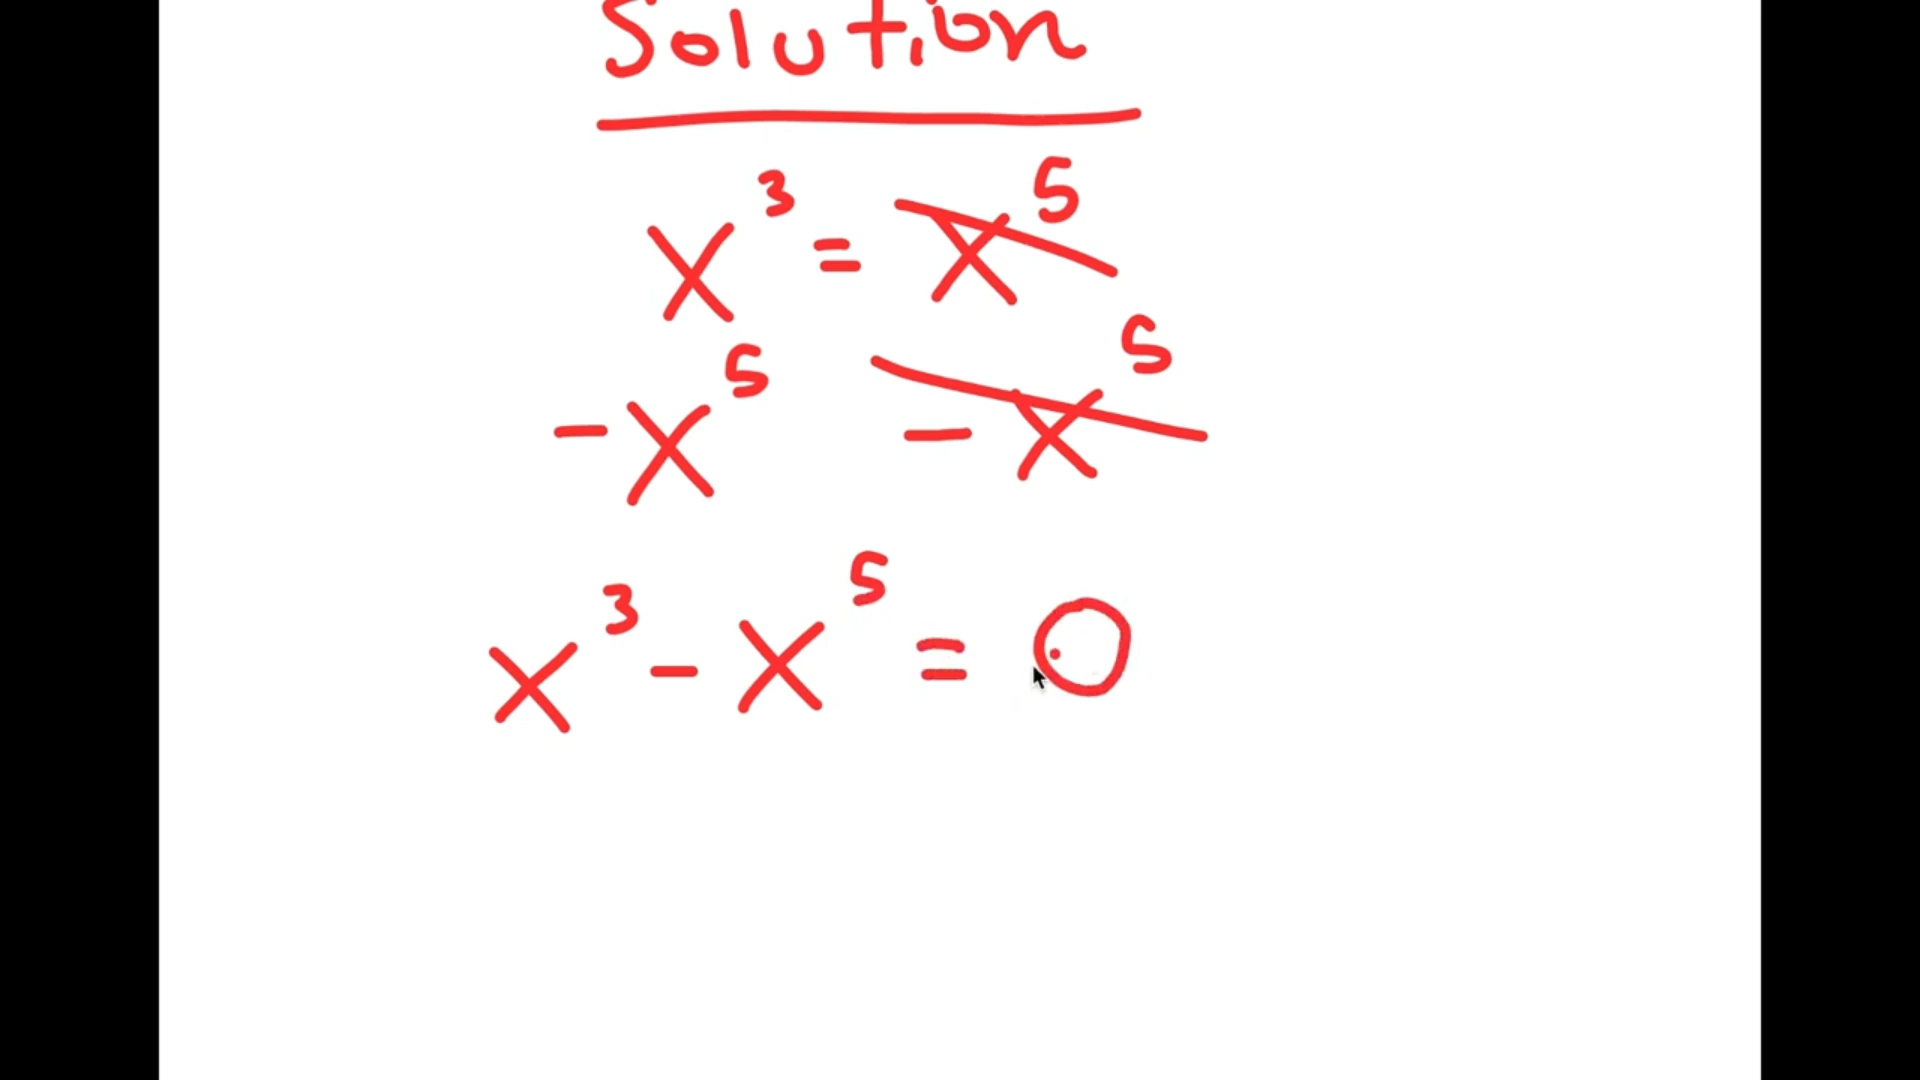 Solution
x³ = x⁵
-x⁵ -x⁵
x³ - x⁵ = 0